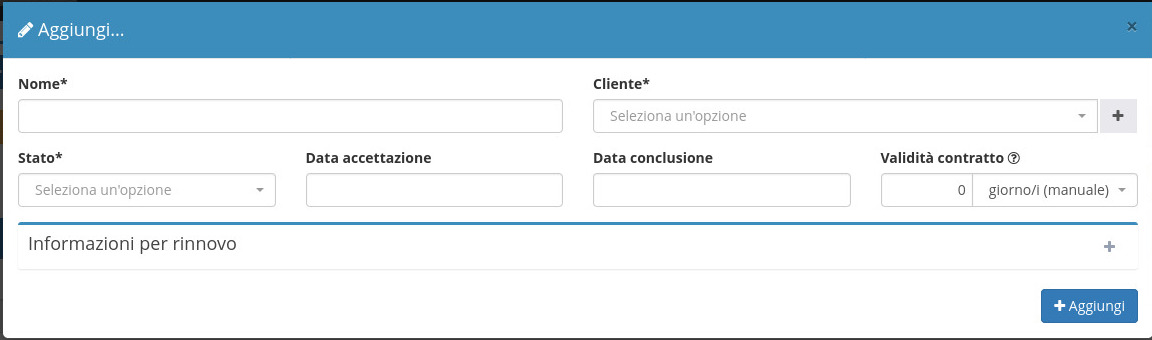 Aggiungi...
×
Nome*
Cliente*
Seleziona un'opzione
Stato*
Data accettazione
Data conclusione
Validità contratto
Seleziona un'opzione
0
giorno/i (manuale)
Informazioni per rinnovo
Aggiungi